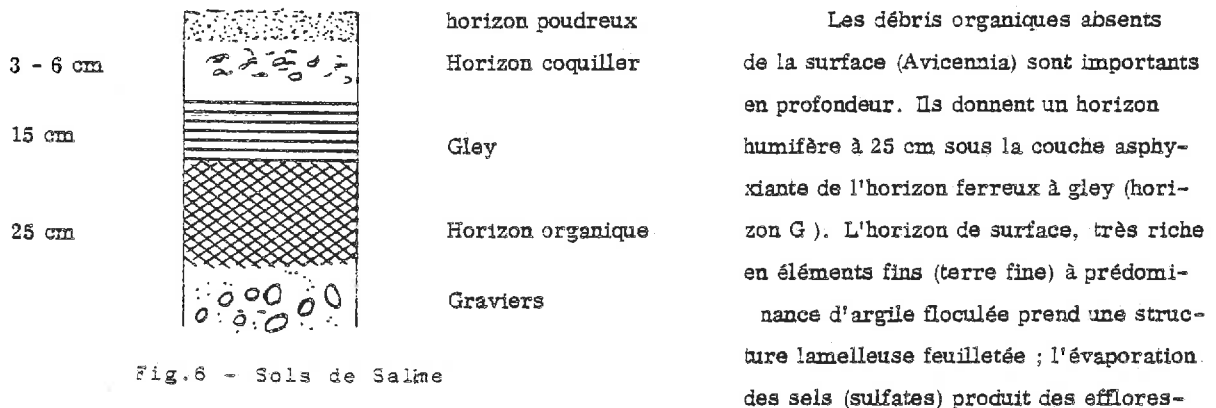 horizon poudreux
3 - 6 cm
Horizon coquiller
15 cm
Gley
25 cm
Horizon organique
Graviers
Fig.6 - Sols de Saline
Les débris organiques absents
de la surface (Avicennia) sont importants
en profondeur. Ils donnent un horizon
humifère à 25 cm sous la couche asphy-
xiante de l'horizon ferreux à gley (hori-
zon G ). L'horizon de surface, très riche
en éléments fins (terre fine) à prédomi-
nance d'argile floculée prend une struc-
ture lamelleuse feuilletée ; l'évaporation
des sels (sulfates) produit des efflores-